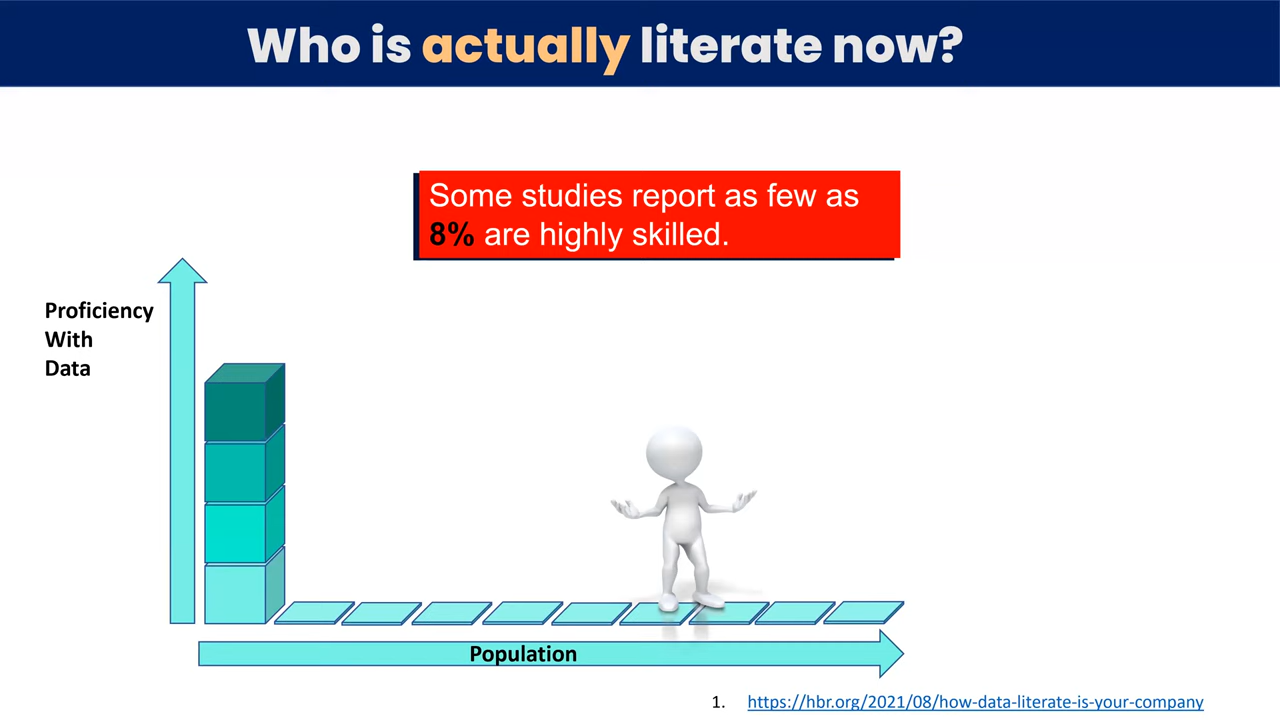 Who is actually literate now?
Some studies report as few as
8% are highly skilled.
Proficiency
With
Data
Population
1. https://hbr.org/2021/08/how-data-literate-is-your-company